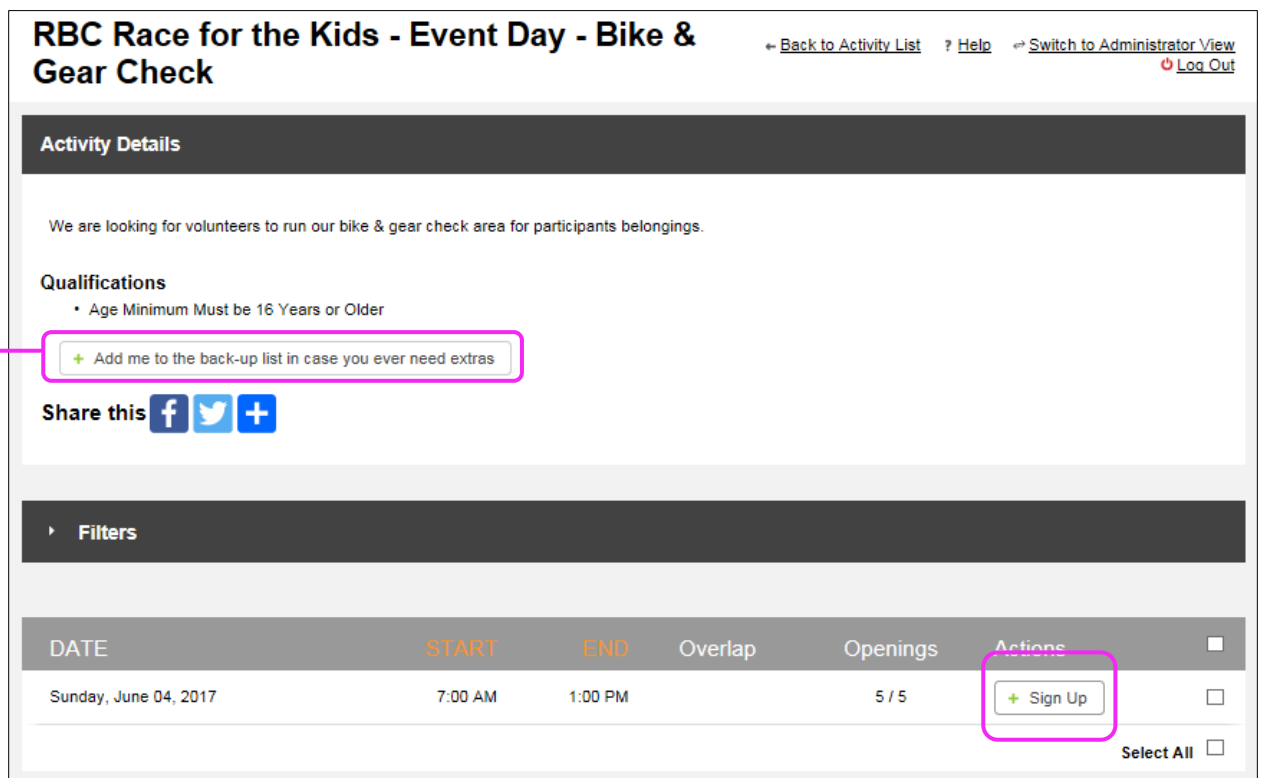 RBC Race for the Kids - Event Day - Bike &
Gear Check
← Back to Activity List ? Help ⇌ Switch to Administrator View
Log Out
Activity Details
We are looking for volunteers to run our bike & gear check area for participants belongings.
Qualifications
• Age Minimum Must be 16 Years or Older
+ Add me to the back-up list in case you ever need extras
Share this
Filters
DATE START END Overlap Openings Actions
Sunday, June 04, 2017 7:00 AM 1:00 PM 5 / 5 + Sign Up
Select All